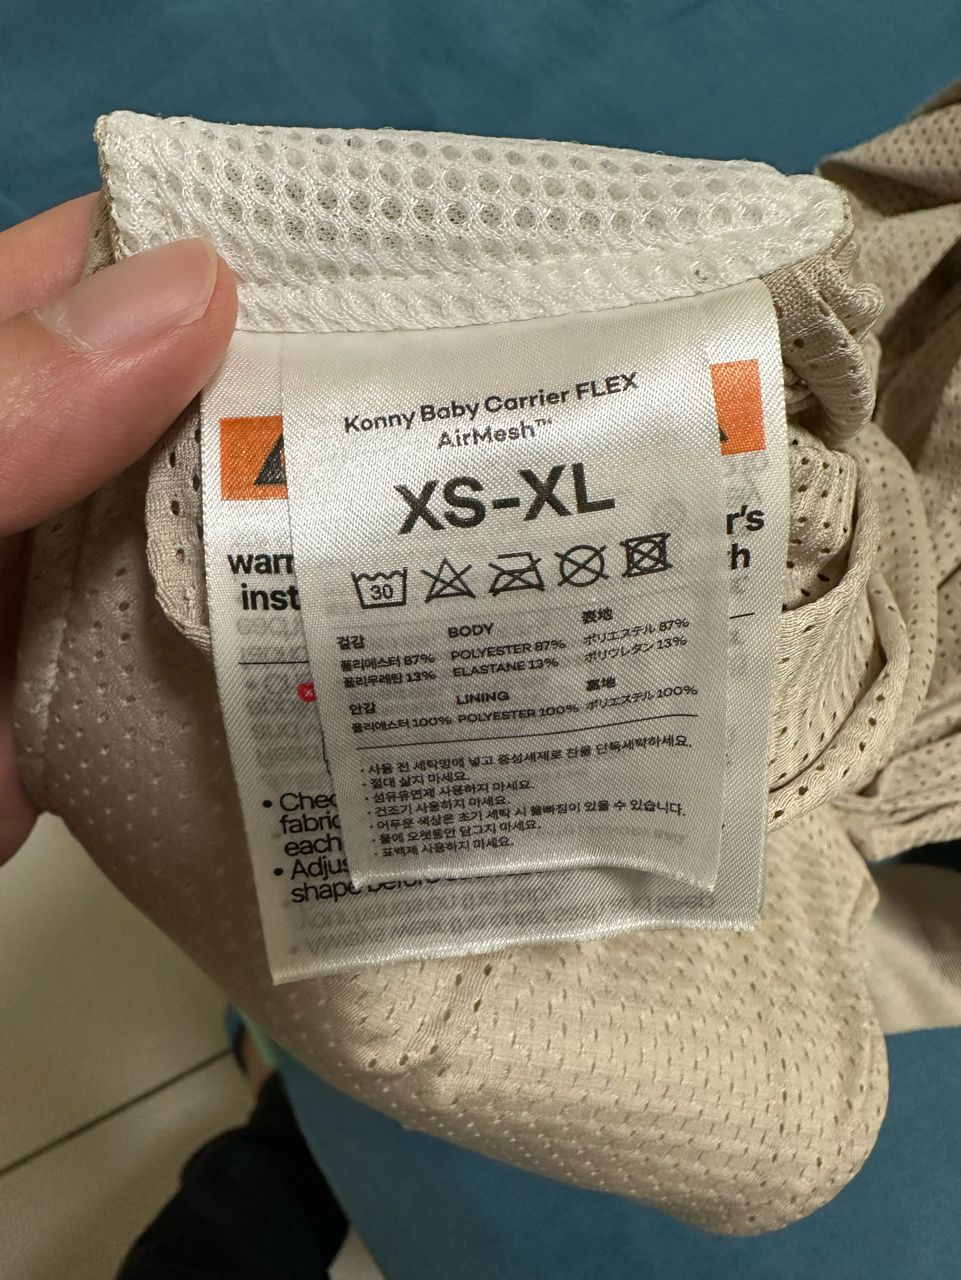 Konny Baby Carrier FLEX
AirMesh™
XS-XL
30
겉감
폴리에스터 87%
폴리우레탄 13%
안감
폴리에스터 100%
BODY
POLYESTER 87%
ELASTANE 13%
LINING
POLYESTER 100%
表地
ポリエステル 87%
ポリウレタン 13%
裏地
ポリエステル 100%
· 사용 전 세탁망에 넣고 중성세제로 찬물 단독세탁하세요.
· 절대 삶지 마세요.
· 섬유유연제 사용하지 마세요.
· 건조기 사용하지 마세요.
· 어두운 색상은 초기 세탁 시 물빠짐이 있을 수 있습니다.
· 물에 오랫동안 담그지 마세요.
· 표백제 사용하지 마세요.
warn
inst
r's
h
• Chec
fabric
each
• Adjus
shape before